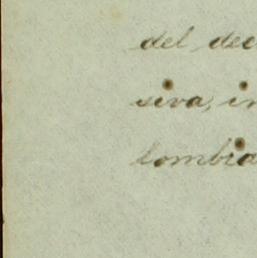 del dec
siva, in
lombia